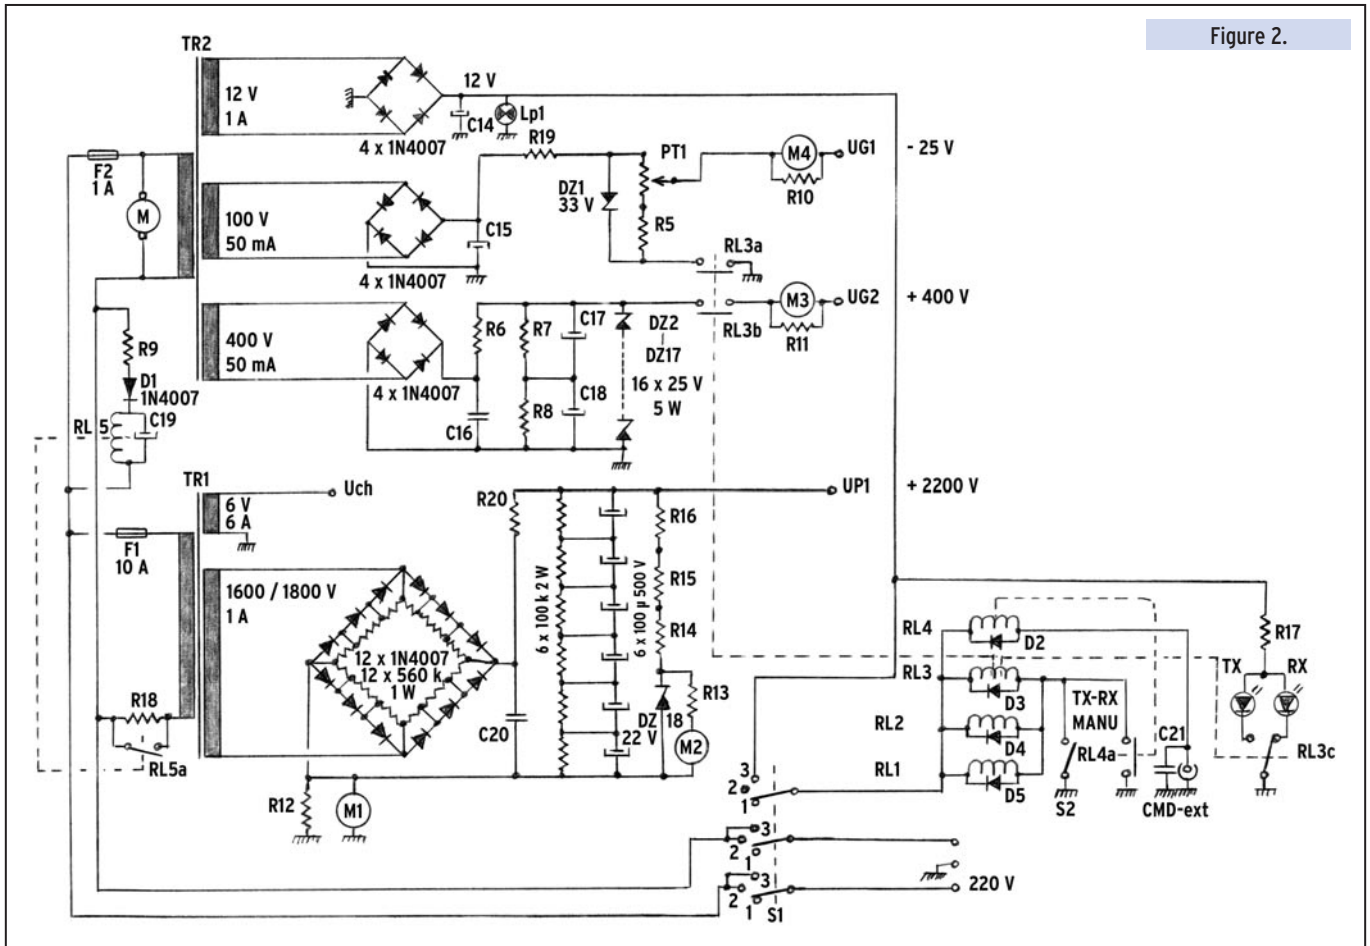 Figure 2.
TR2
12 V
1 A
4 x 1N4007
12 V
C14
Lp1
R19
PT1
M4
UG1
- 25 V
R10
F2
1 A
M
100 V
50 mA
4 x 1N4007
C15
DZ1
33 V
R5
RL3a
RL3b
M3
UG2
+ 400 V
R11
R9
D1
1N4007
C19
RL 5
400 V
50 mA
4 x 1N4007
R6
R7
C17
DZ2
DZ17
16 x 25 V
5 W
R8
C18
C16
TR1
6 V
6 A
Uch
F1
10 A
1600 / 1800 V
1 A
12 x 1N4007
12 x 560 k
1 W
R20
6 x 100 k 2 W
6 x 100 µ 500 V
R16
R15
R14
R13
DZ 18
22 V
M2
UP1
+ 2200 V
C20
R18
RL5a
R12
M1
RL4
D2
RL3
D3
RL2
D4
RL1
D5
TX-RX
MANU
RL4a
S2
C21
CMD-ext
R17
TX
RX
RL3c
3
2
1
3
2
1
3
2
1
S1
220 V